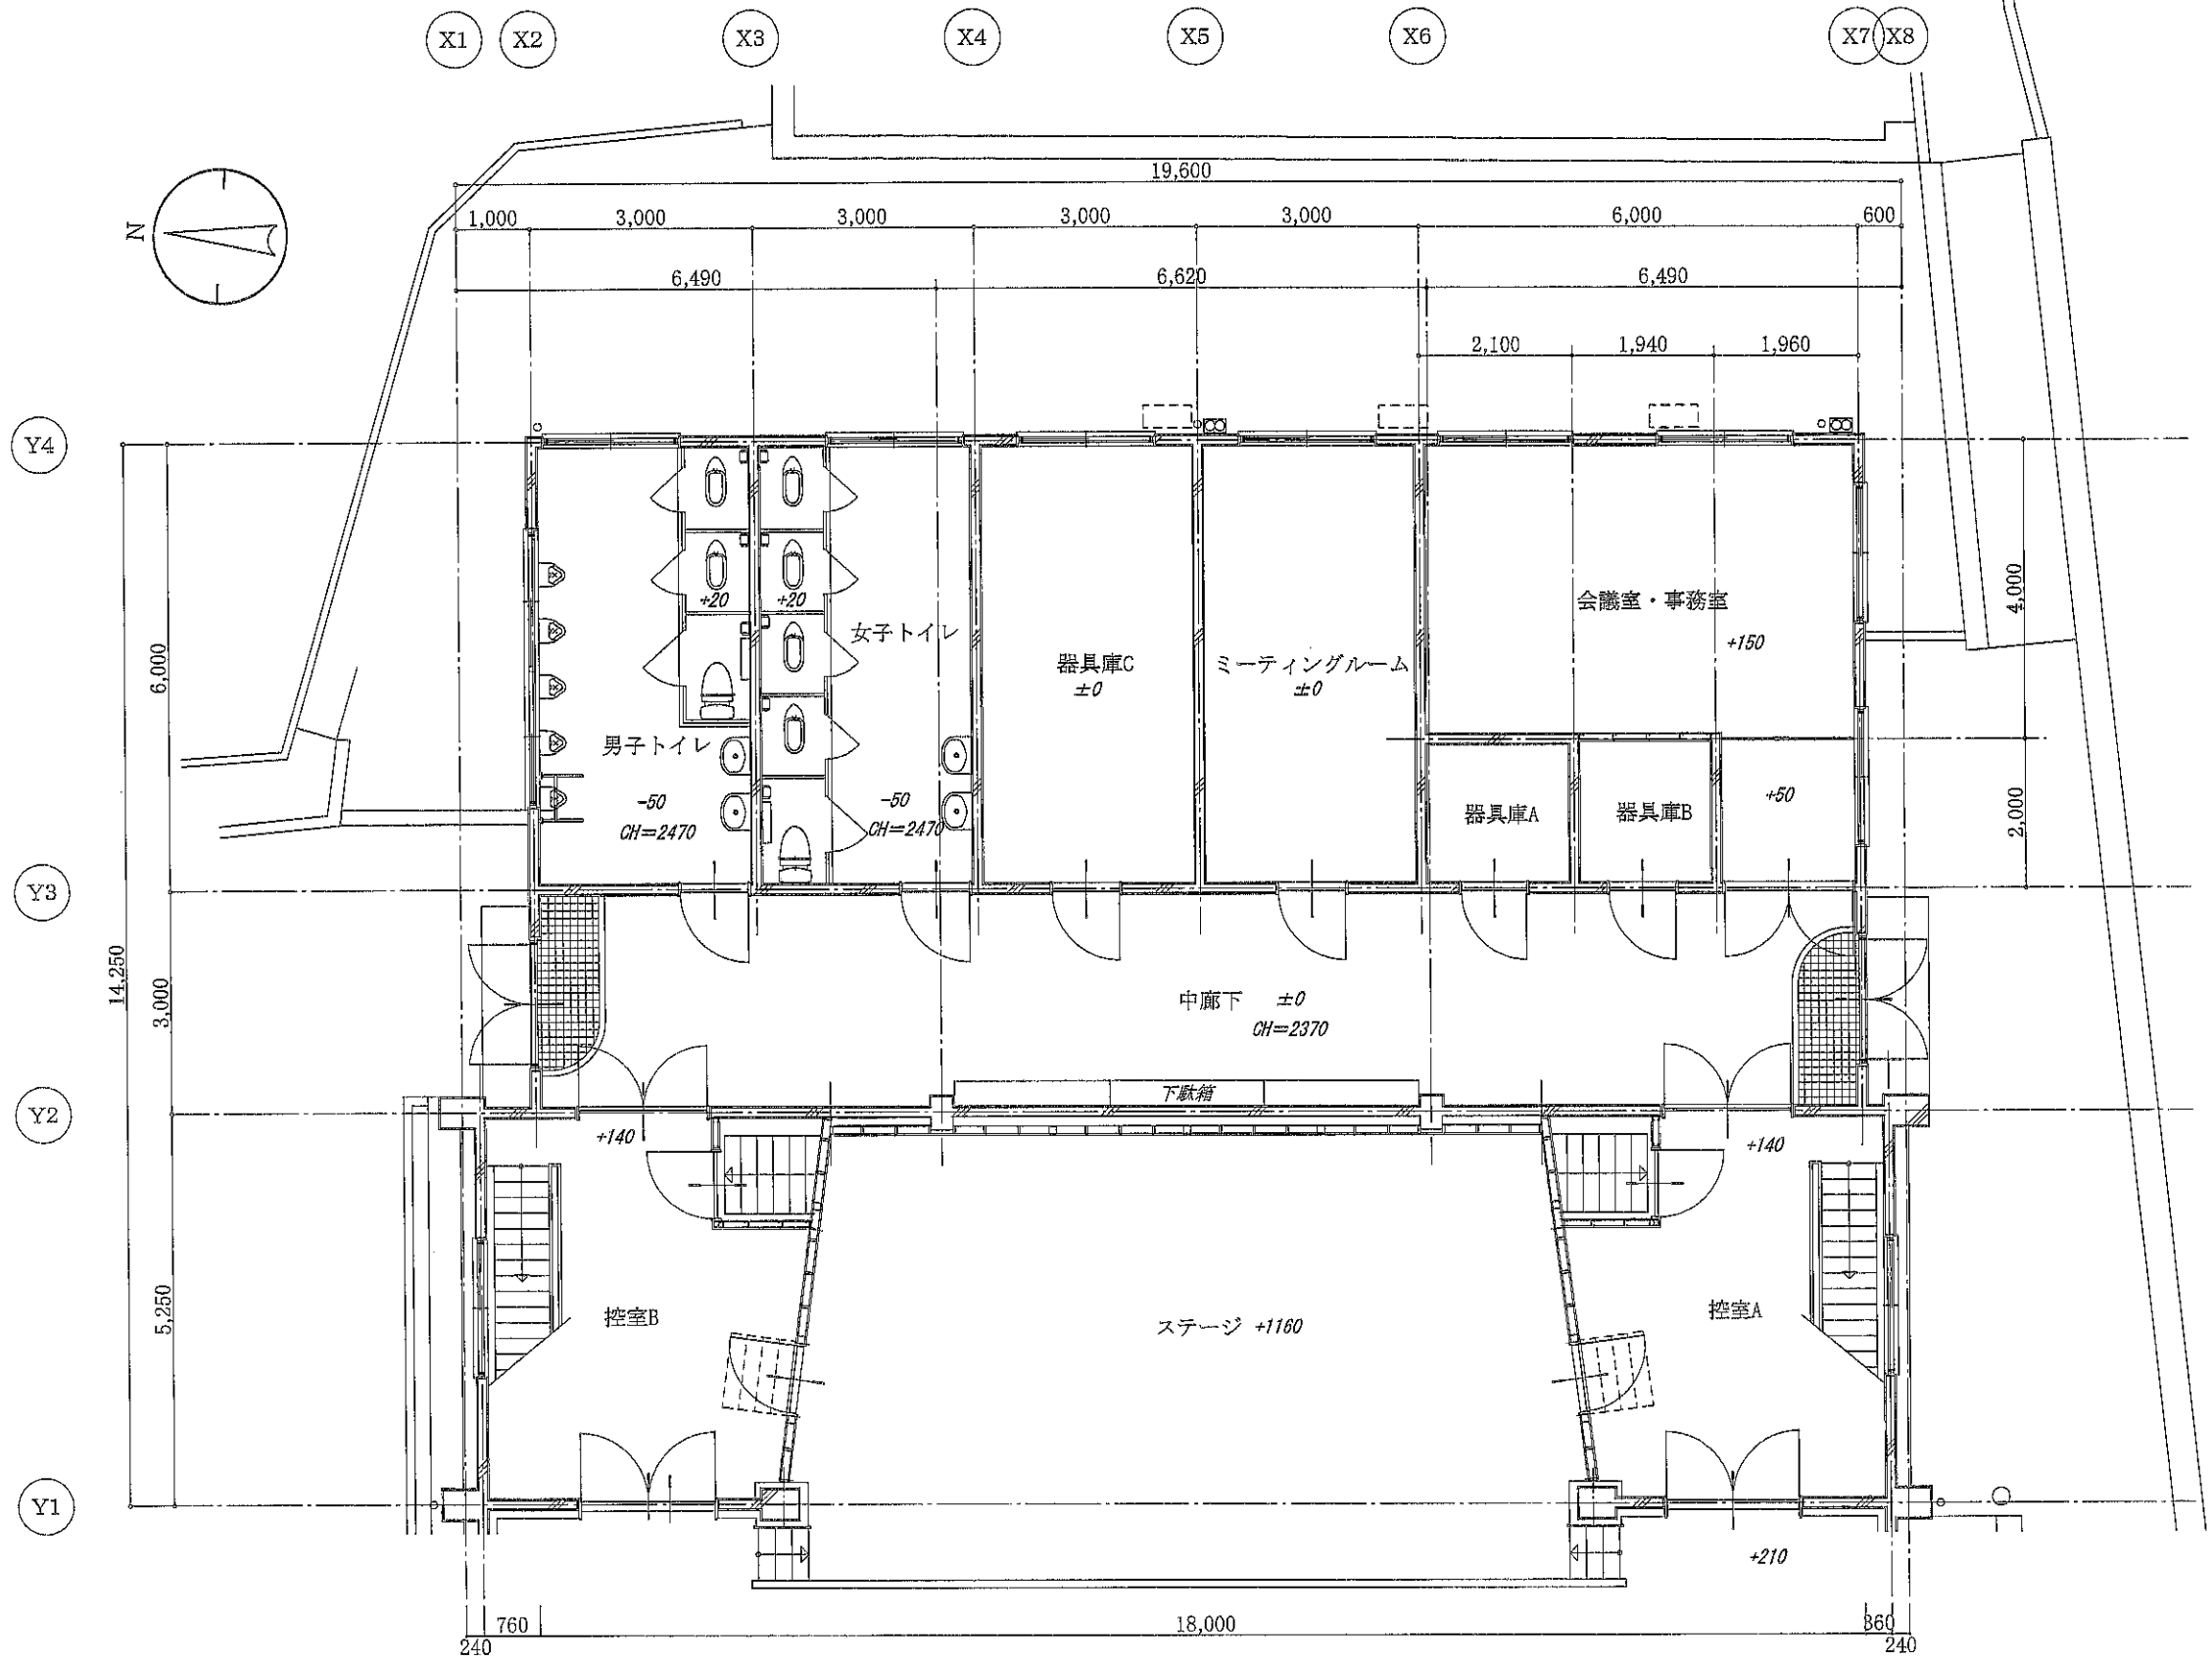 X1 X2 X3 X4 X5 X6 X7 X8
19,600
1,000 3,000 3,000 3,000 3,000 6,000 600
N
6,490 6,620 6,490
2,100 1,940 1,960
Y4
+20 +20
会議室・事務室
4,000
女子トイレ
+150
6,000
器具庫C
ミーティングルーム
±0 ±0
男子トイレ
-50 -50
+50
CH=2470 CH=2470
器具庫A 器具庫B
2,000
Y3
14,250
3,000
中廊下 ±0
CH=2370
下駄箱
Y2
+140 +140
5,250
控室B
ステージ +1160
控室A
Y1
+210
760 18,000 360
240 240